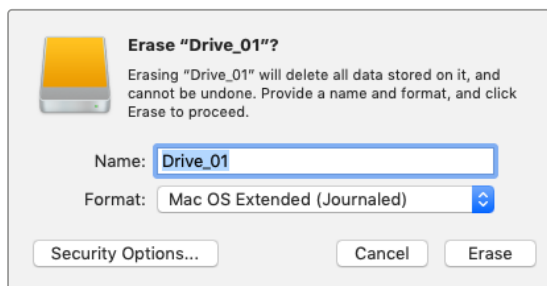 Erase “Drive_01”?
Erasing “Drive_01” will delete all data stored on it, and
cannot be undone. Provide a name and format, and click
Erase to proceed.
Name: Drive_01
Format: Mac OS Extended (Journaled)
Security Options... Cancel Erase